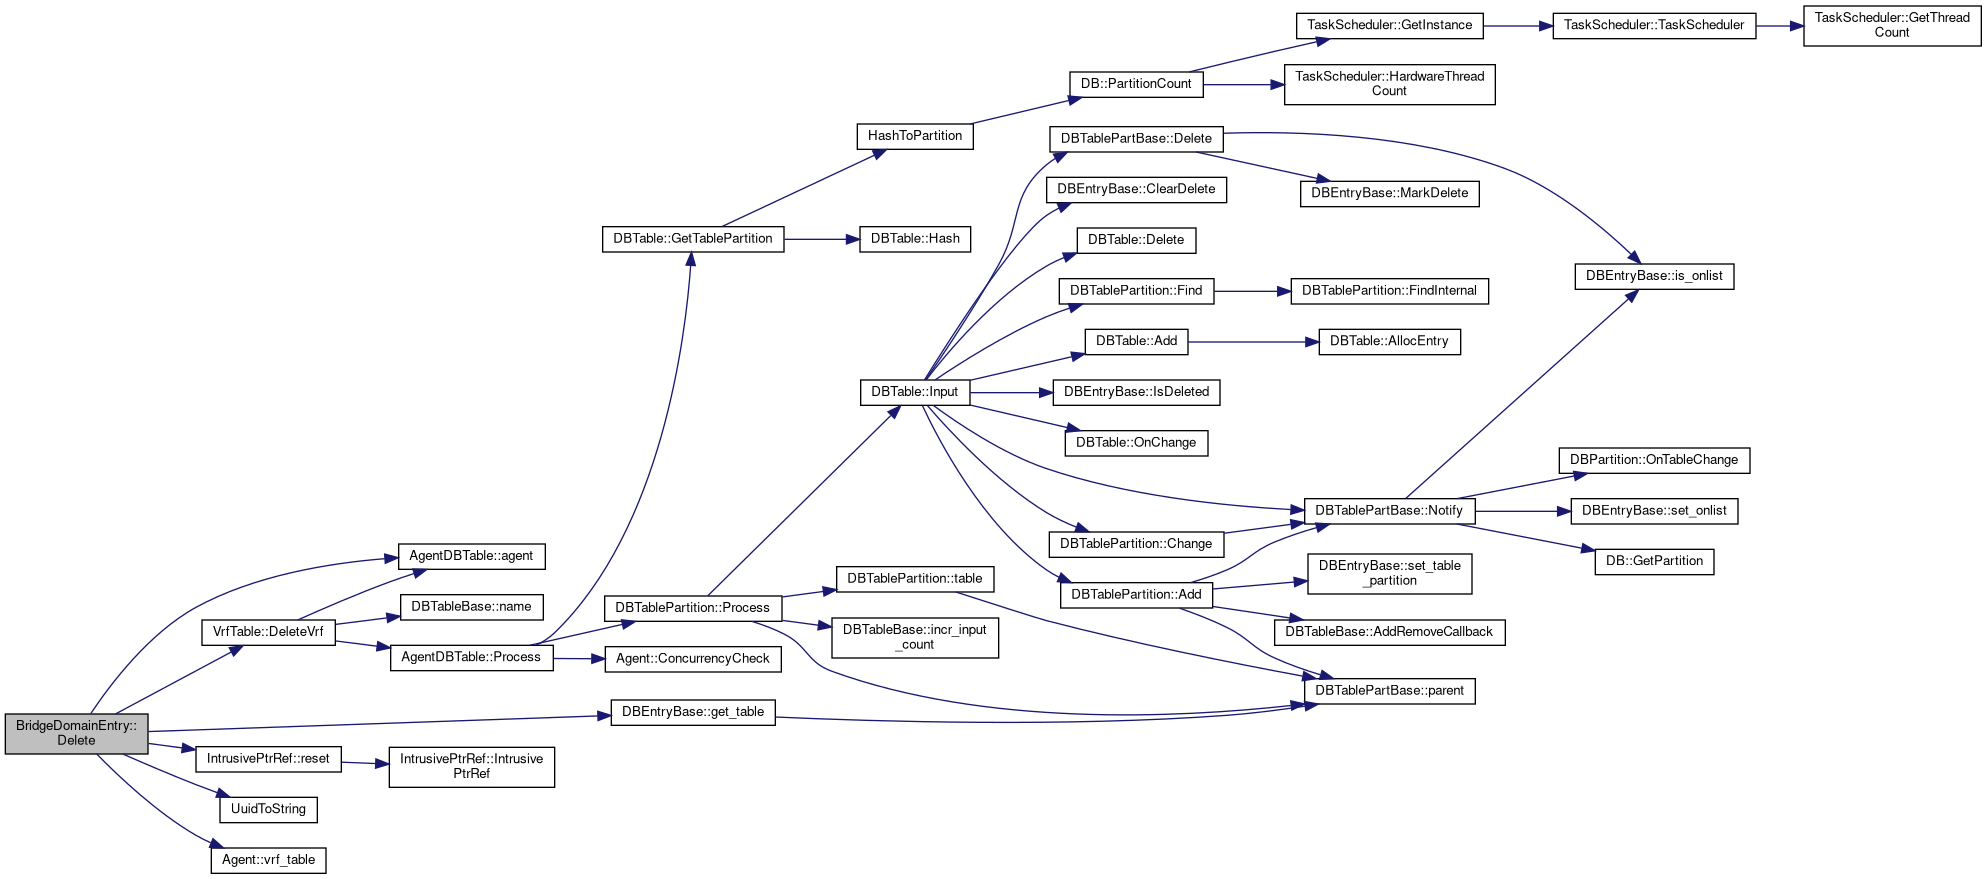 BridgeDomainEntry::
Delete
AgentDBTable::agent
VrfTable::DeleteVrf
DBTableBase::name
AgentDBTable::Process
IntrusivePtrRef::reset
IntrusivePtrRef::Intrusive
PtrRef
UuidToString
Agent::vrf_table
DBTable::GetTablePartition
DBTablePartition::Process
Agent::ConcurrencyCheck
DBEntryBase::get_table
HashToPartition
DBTable::Hash
DBTable::Input
DBTablePartition::table
DBTableBase::incr_input
_count
DB::PartitionCount
DBTablePartBase::Delete
DBEntryBase::ClearDelete
DBTable::Delete
DBTablePartition::Find
DBTable::Add
DBEntryBase::IsDeleted
DBTable::OnChange
DBTablePartition::Change
DBTablePartition::Add
TaskScheduler::GetInstance
TaskScheduler::HardwareThread
Count
DBEntryBase::MarkDelete
DBTablePartition::FindInternal
DBTable::AllocEntry
DBTablePartBase::Notify
DBEntryBase::set_table
_partition
DBTableBase::AddRemoveCallback
DBTablePartBase::parent
TaskScheduler::TaskScheduler
TaskScheduler::GetThread
Count
DBEntryBase::is_onlist
DBPartition::OnTableChange
DBEntryBase::set_onlist
DB::GetPartition